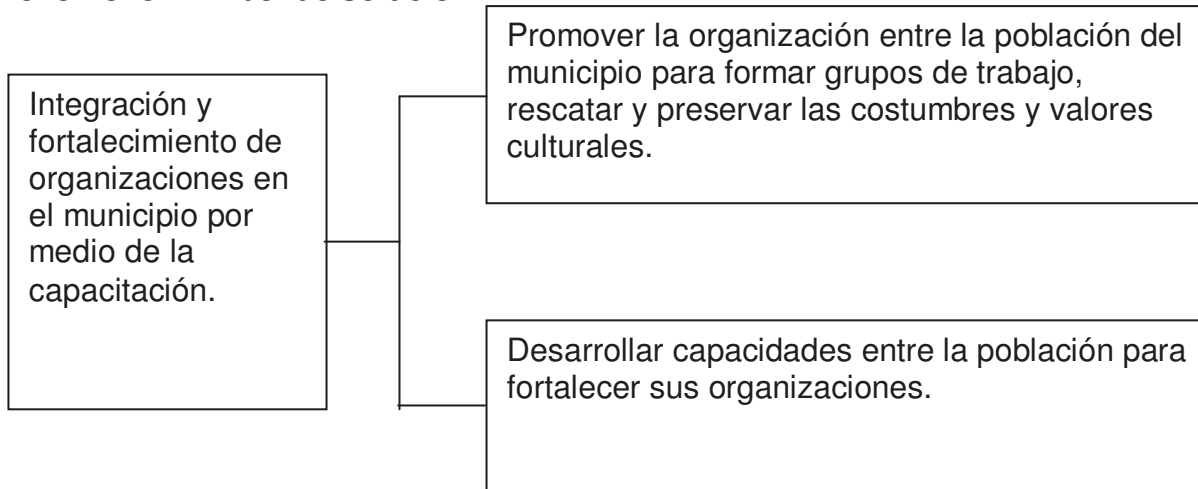 Promover la organización entre la población del
municipio para formar grupos de trabajo,
rescatar y preservar las costumbres y valores
culturales.
Integración y
fortalecimiento de
organizaciones en
el municipio por
medio de la
capacitación.
Desarrollar capacidades entre la población para
fortalecer sus organizaciones.